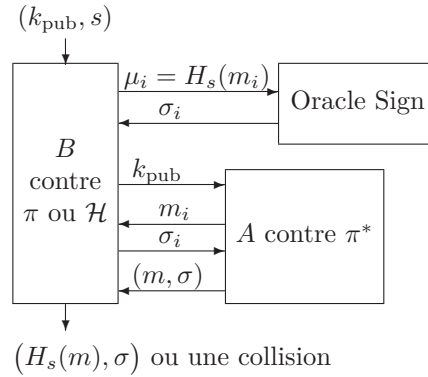 (k_pub, s)
μ_i = H_s(m_i)
σ_i
Oracle Sign
B
contre
π ou ℋ
k_pub
m_i
σ_i
(m, σ)
A contre π*
(H_s(m), σ) ou une collision